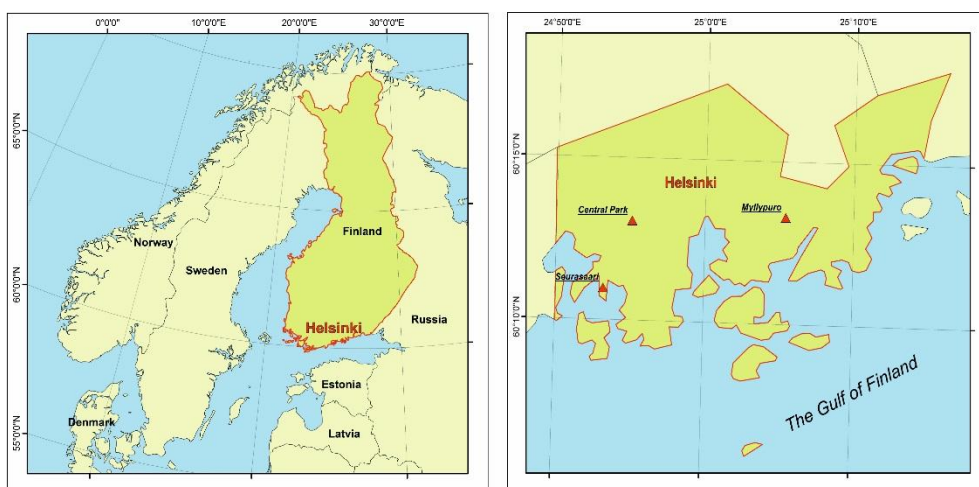 0°0'0"
10°0'0"E
20°0'0"E
30°0'0"E
65°0'0"N
60°0'0"N
55°0'0"N
Norway
Sweden
Finland
Helsinki
Russia
Estonia
Latvia
Denmark
24°50'0"E
25°0'0"E
25°10'0"E
60°15'0"N
60°10'0"N
Helsinki
Central Park
Myllypuro
Seurasaari
The Gulf of Finland